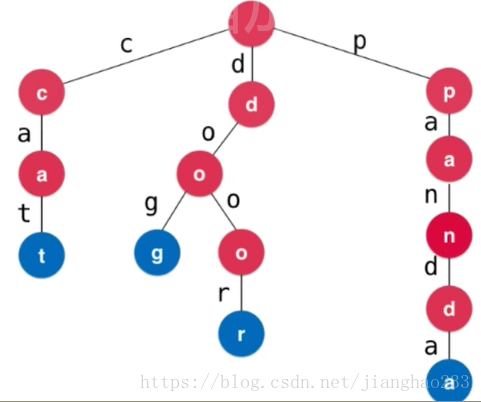 c p
d
c d p
a o a
a o a
t g o n
t g o n
d
r
d
r
a
https://blog.csdn.net/jianghao233
a